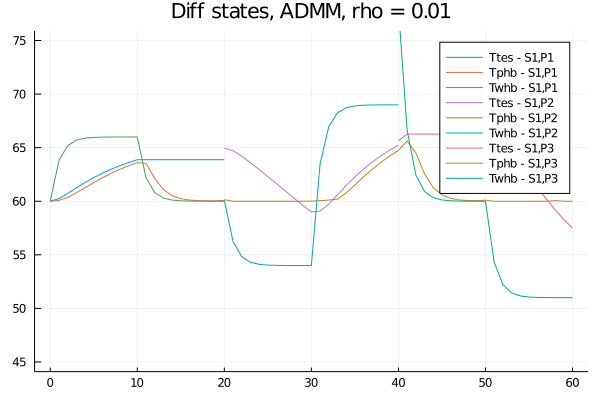 Diff states, ADMM, rho = 0.01
75
70
65
60
55
50
45
0
10
20
30
40
50
60
Ttes - S1,P1
Tphb - S1,P1
Twhb - S1,P1
Ttes - S1,P2
Tphb - S1,P2
Twhb - S1,P2
Ttes - S1,P3
Tphb - S1,P3
Twhb - S1,P3